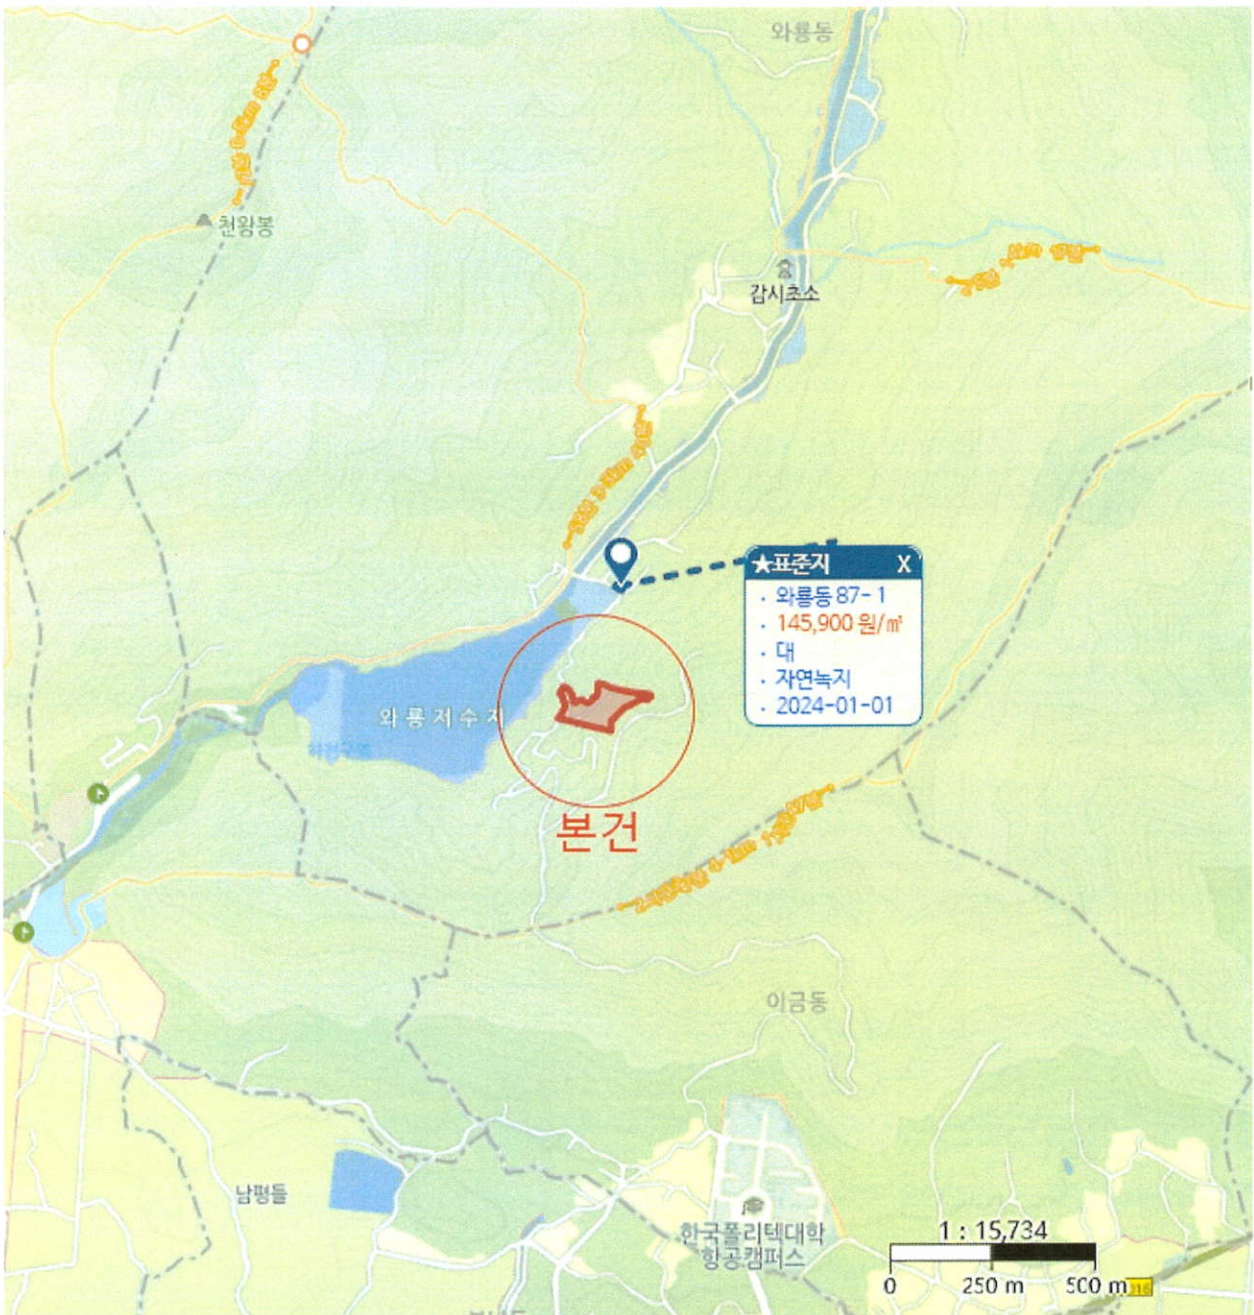 와룡동
천왕봉
감시초소
★표준지 X
· 와룡동 87-1
· 145,900 원/㎡
· 대
· 자연녹지
· 2024-01-01
와룡저수지
본건
이금동
남평들
한국폴리텍대학
항공캠퍼스
1 : 15,734
0 250 m 500 m